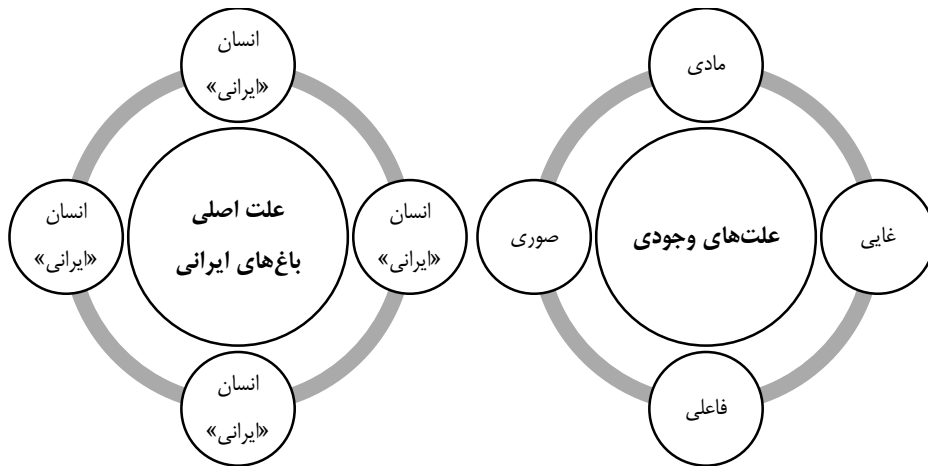 مادی
غایی
علت‌های وجودی
صوری
فاعلی
انسان
«ایرانی»
انسان
«ایرانی»
علت اصلی
باغ‌های ایرانی
انسان
«ایرانی»
انسان
«ایرانی»